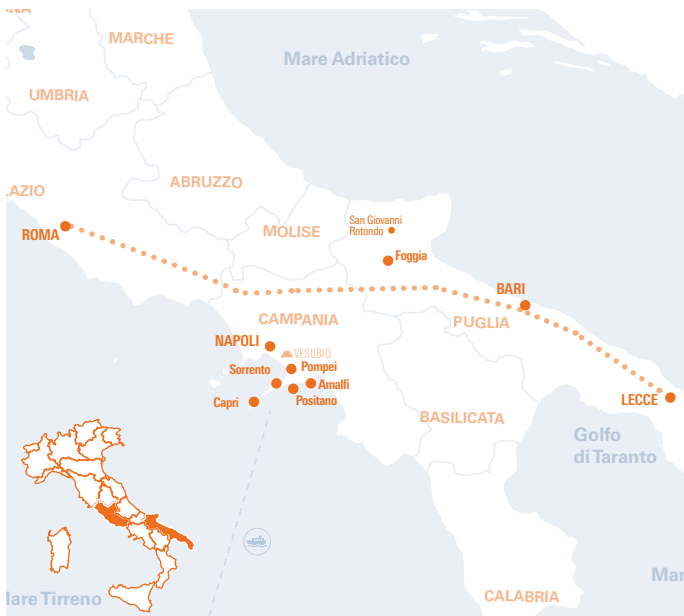 MARCHE
Mare Adriatico
UMBRIA
ABRUZZO
LAZIO
San Giovanni
Rotondo
ROMA
MOLISE
Foggia
BARI
CAMPANIA
PUGLIA
NAPOLI
VESUBIO
Pompei
Sorrento
Amalfi
Positano
Capri
LECCE
BASILICATA
Golfo
di Taranto
Mar
CALABRIA
Mare Tirreno